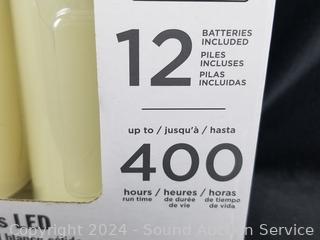 12 BATTERIES
INCLUDED
PILES
INCLUSES
PILAS
INCLUIDAS
up to / jusqu'à / hasta
400
hours / heures / horas
run time de durée de tiempo
de vie de vida
LED
Copyright 2024 - Sound Auction Service